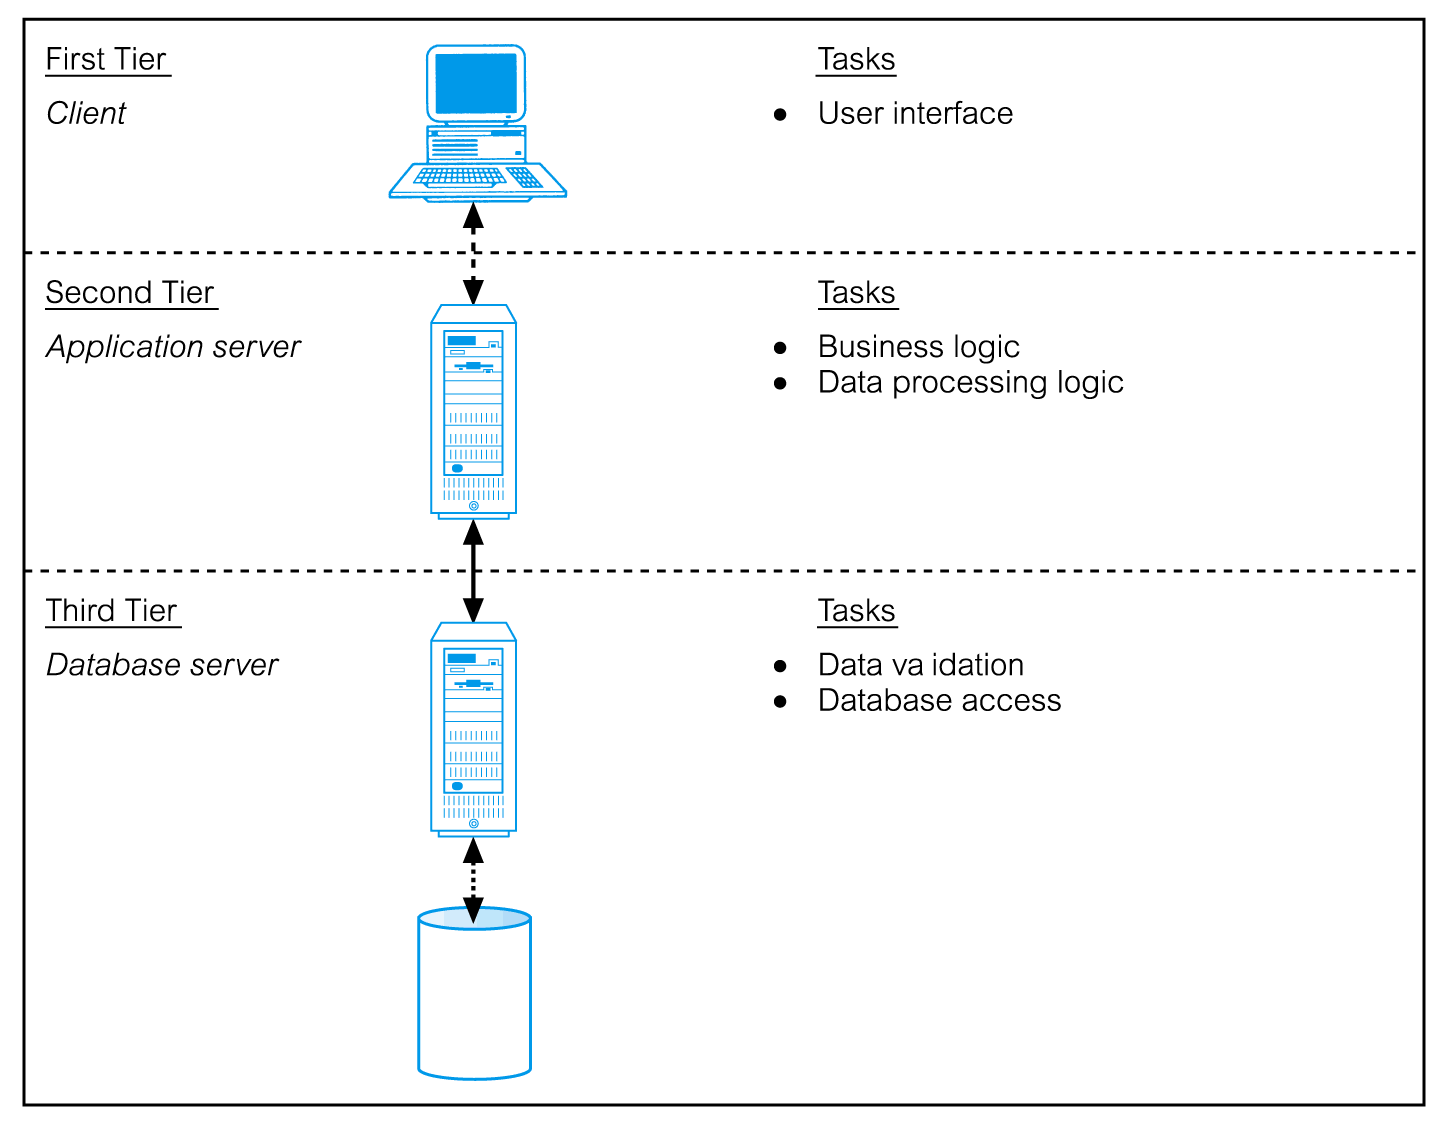 First Tier
Tasks
Client
● User interface
Second Tier
Tasks
Application server
● Business logic
● Data processing logic
Third Tier
Tasks
Database server
● Data va idation
● Database access